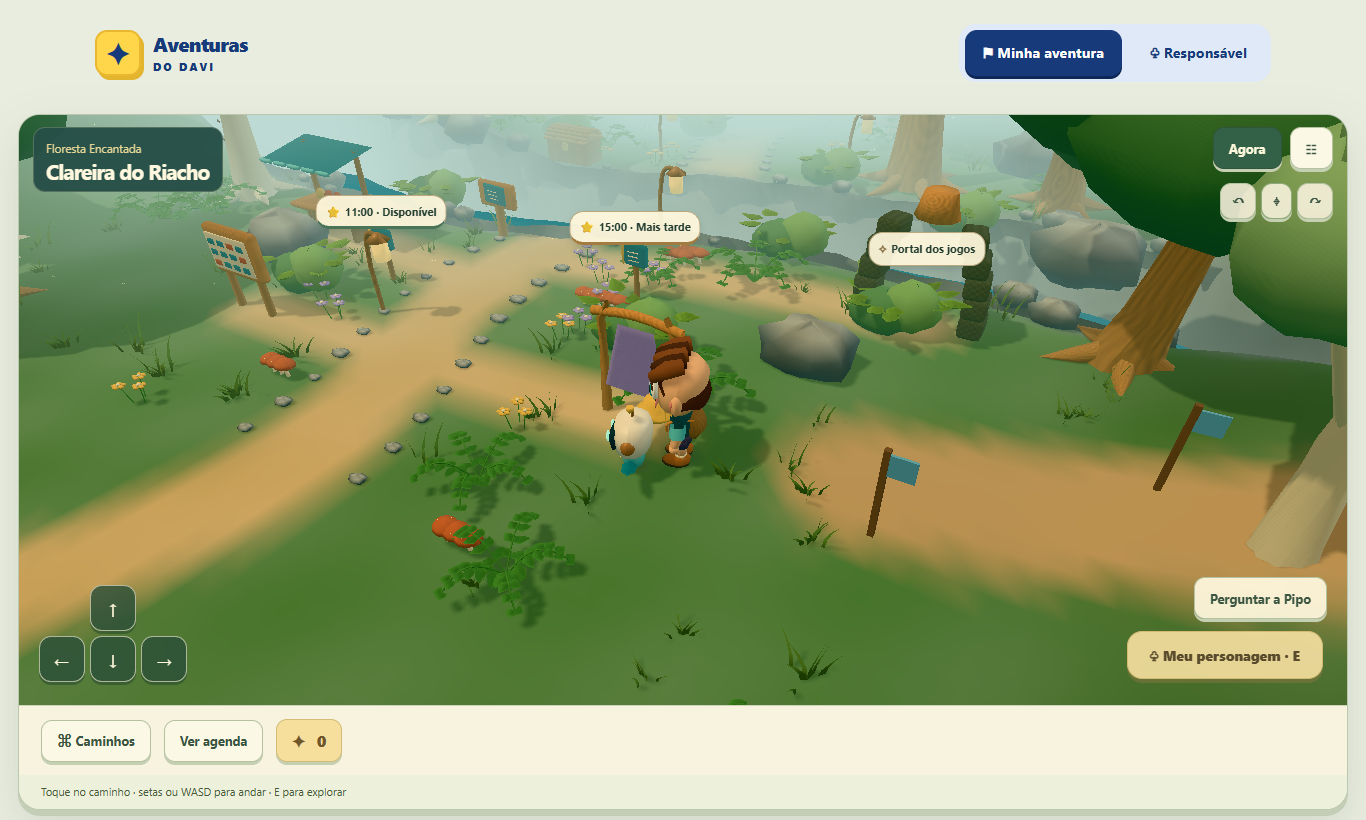 Aventuras
DO DAVI
Minha aventura
Responsável
Floresta Encantada
Clareira do Riacho
Agora
11:00 · Disponível
15:00 · Mais tarde
Portal dos jogos
Perguntar a Pipo
Meu personagem · E
Caminhos
Ver agenda
0
Toque no caminho · setas ou WASD para andar · E para explorar